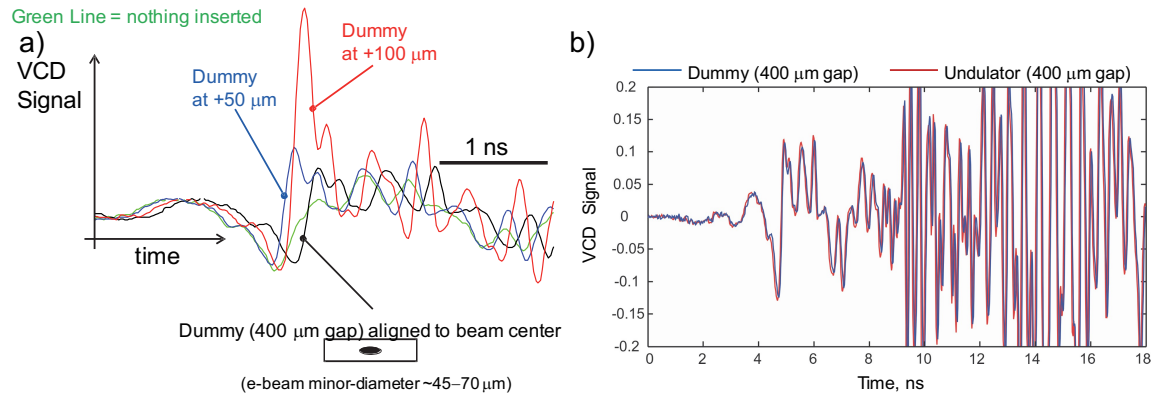 Green Line = nothing inserted
a)
VCD
Signal
Dummy
at +100 μm
Dummy
at +50 μm
1 ns
time
Dummy (400 μm gap) aligned to beam center
(e-beam minor-diameter ~45–70 μm)
b)
Dummy (400 μm gap)
Undulator (400 μm gap)
VCD Signal
0.2
0.15
0.10
0.05
0
-0.05
-0.1
-0.15
-0.2
0 2 4 6 8 10 12 14 16 18
Time, ns